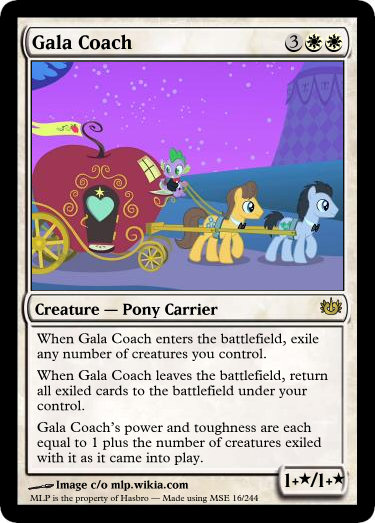 Gala Coach 3
Creature — Pony Carrier
When Gala Coach enters the battlefield, exile
any number of creatures you control.
When Gala Coach leaves the battlefield, return
all exiled cards to the battlefield under your
control.
Gala Coach's power and toughness are each
equal to 1 plus the number of creatures exiled
with it as it came into play.
1+★/1+★
Image c/o mlp.wikia.com
MLP is the property of Hasbro — Made using MSE 16/244